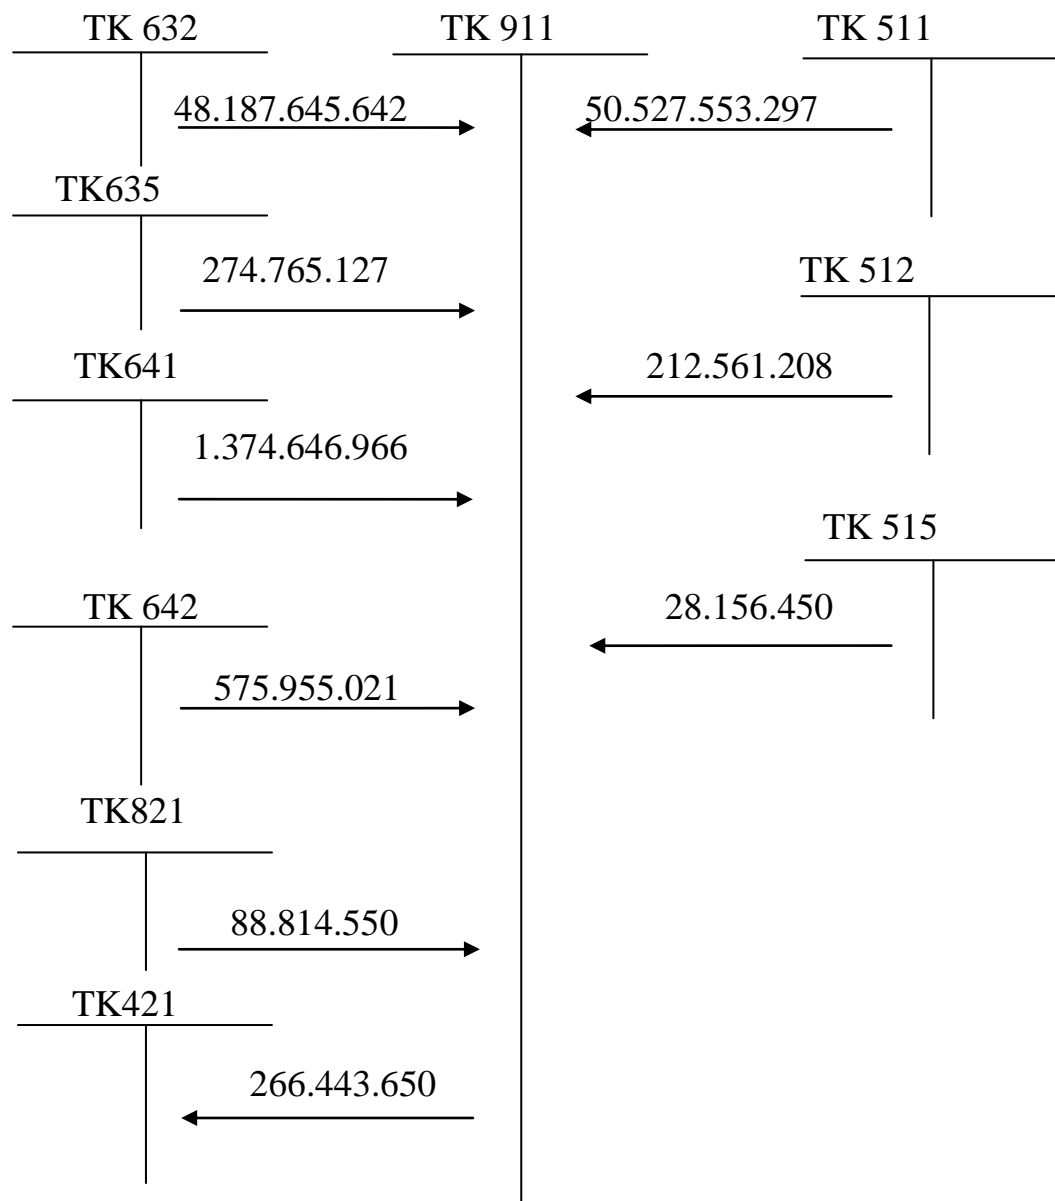 TK 632
TK 911
TK 511
48.187.645.642
50.527.553.297
TK635
274.765.127
TK 512
TK641
212.561.208
1.374.646.966
TK 515
TK 642
28.156.450
575.955.021
TK821
88.814.550
TK421
266.443.650